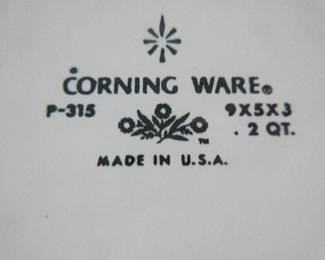 CORNING WARE®
P-315 9X5X3
. 2 QT.
TM
MADE IN U.S.A.